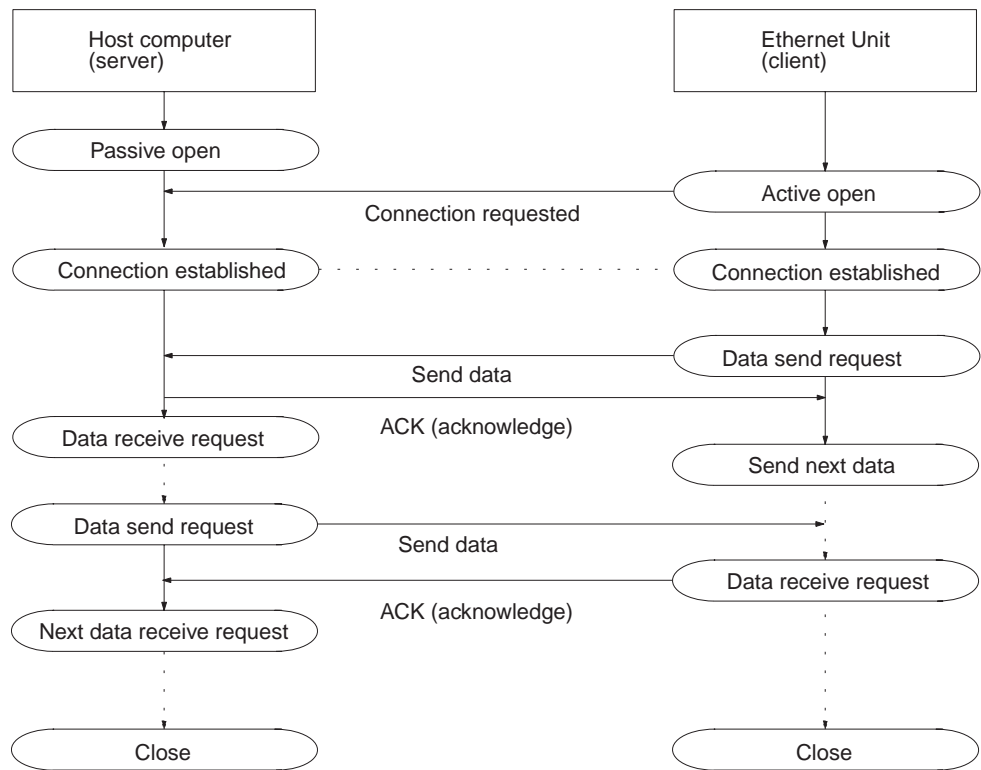 Host computer
(server)
Ethernet Unit
(client)
Passive open
Active open
Connection requested
Connection established
Connection established
Data send request
Send data
ACK (acknowledge)
Data receive request
Send next data
Data send request
Send data
Data receive request
ACK (acknowledge)
Next data receive request
Close
Close